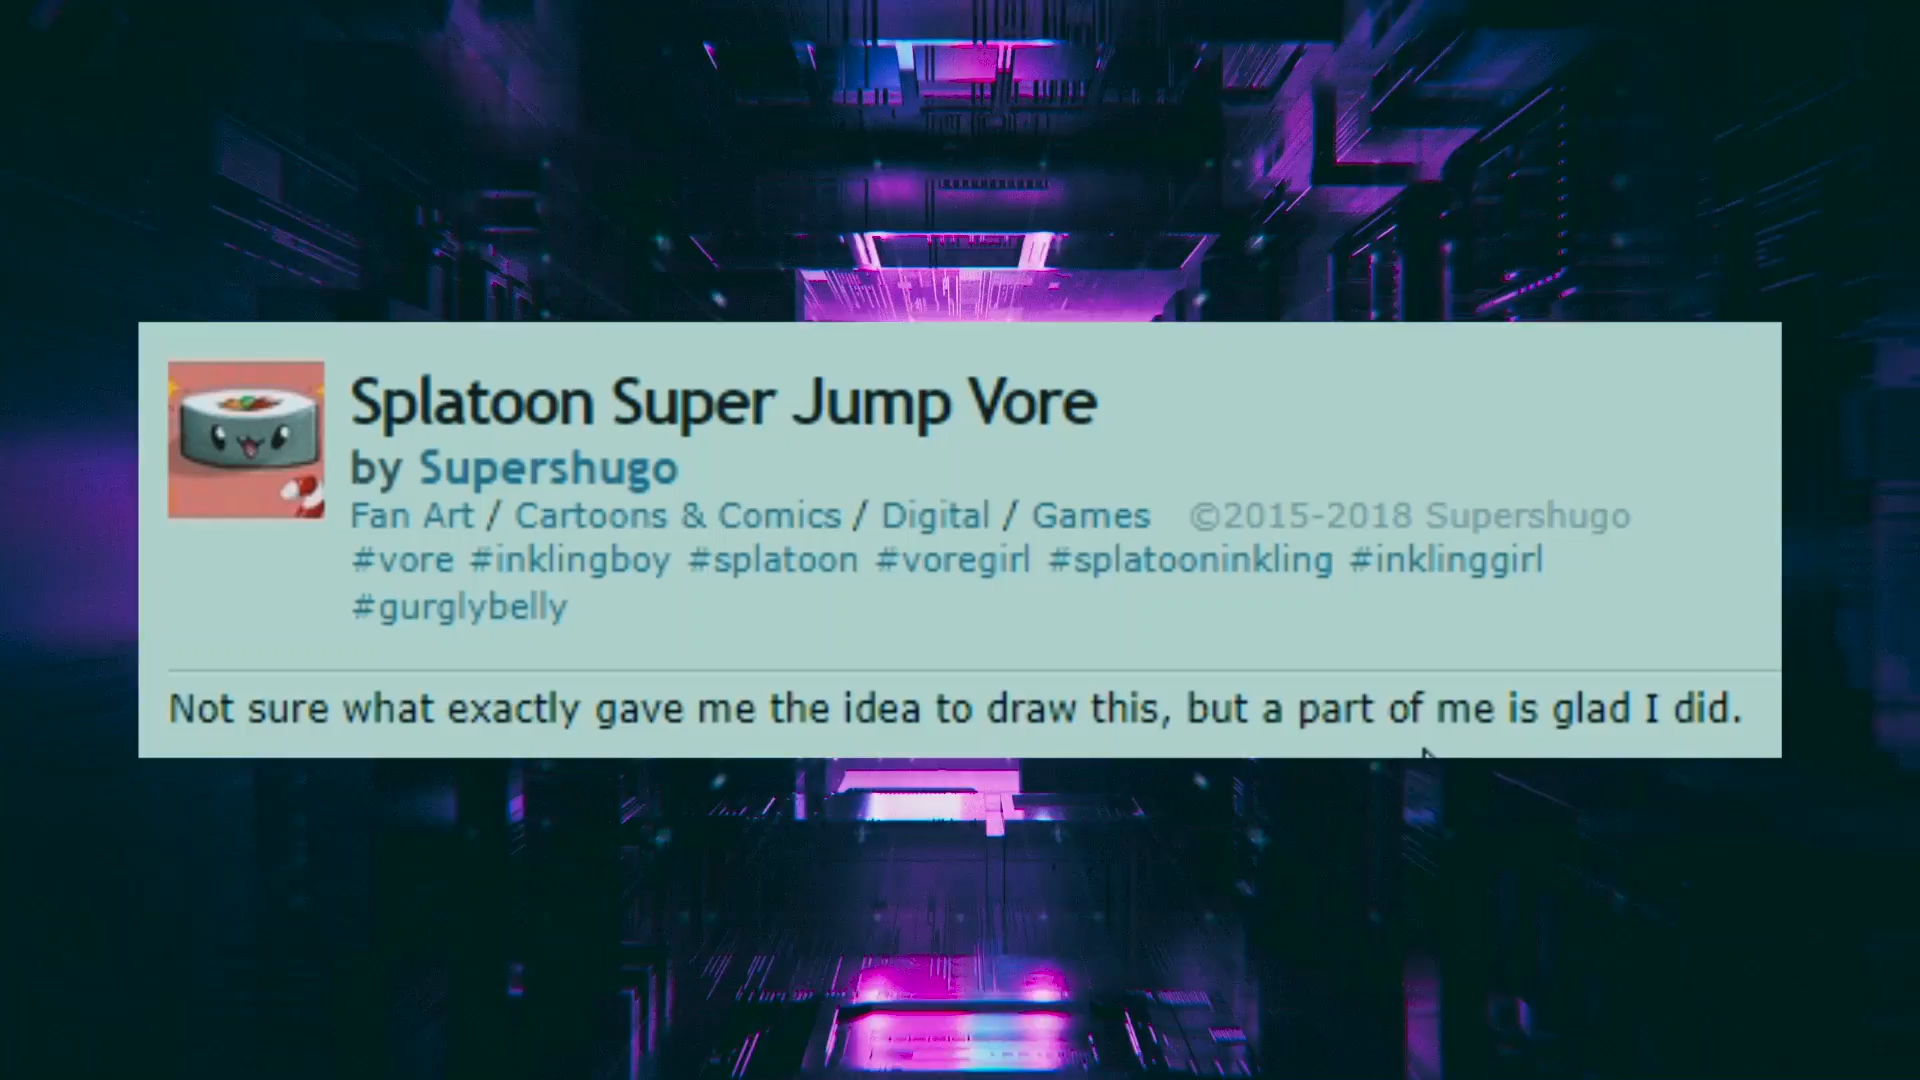 Splatoon Super Jump Vore
by Supershugo
Fan Art / Cartoons & Comics / Digital / Games ©2015-2018 Supershugo
#vore #inklingboy #splatoon #voregirl #splatooninkling #inklinggirl
#gurglybelly
Not sure what exactly gave me the idea to draw this, but a part of me is glad I did.